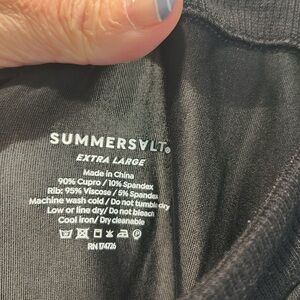 SUMMERSALT®
EXTRA LARGE
Made in China
90% Cupro / 10% Spandex
Rib: 95% Viscose / 5% Spandex
Machine wash cold / Do not tumble dry
Low or line dry / Do not bleach
Cool iron / Dry cleanable
RN 174726